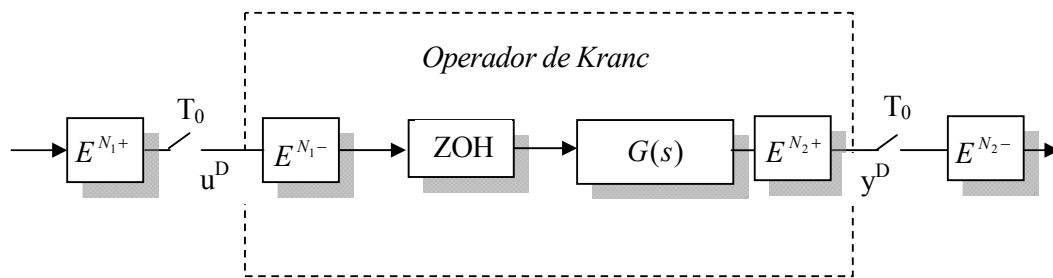 Operador de Kranc
T₀
T₀
E^{N₁+}
E^{N₁-}
ZOH
G(s)
E^{N₂+}
E^{N₂-}
u^D
y^D